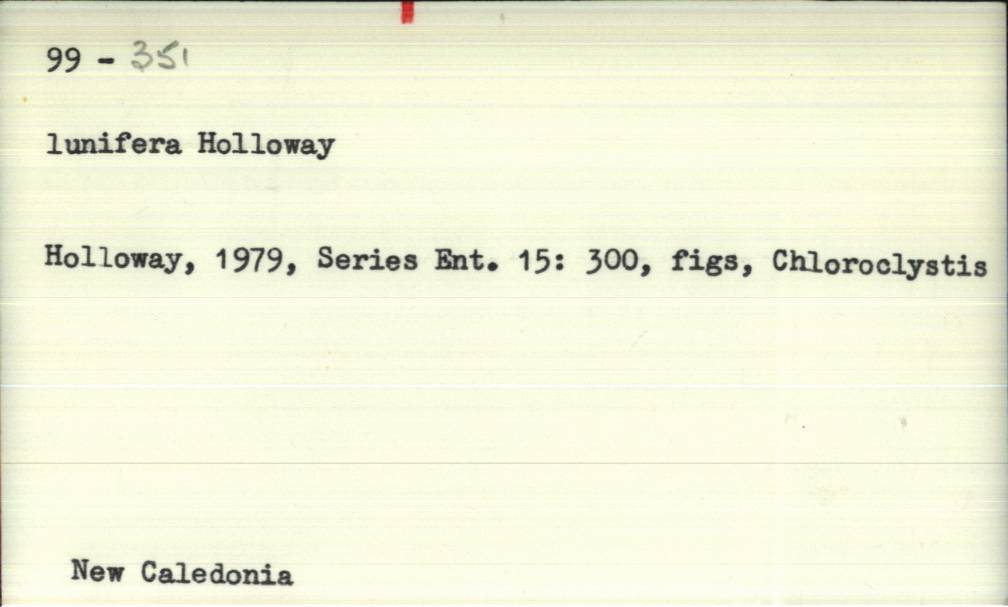 99 - 351
lunifera Holloway
Holloway, 1979, Series Ent. 15: 300, figs, Chloroclystis
New Caledonia